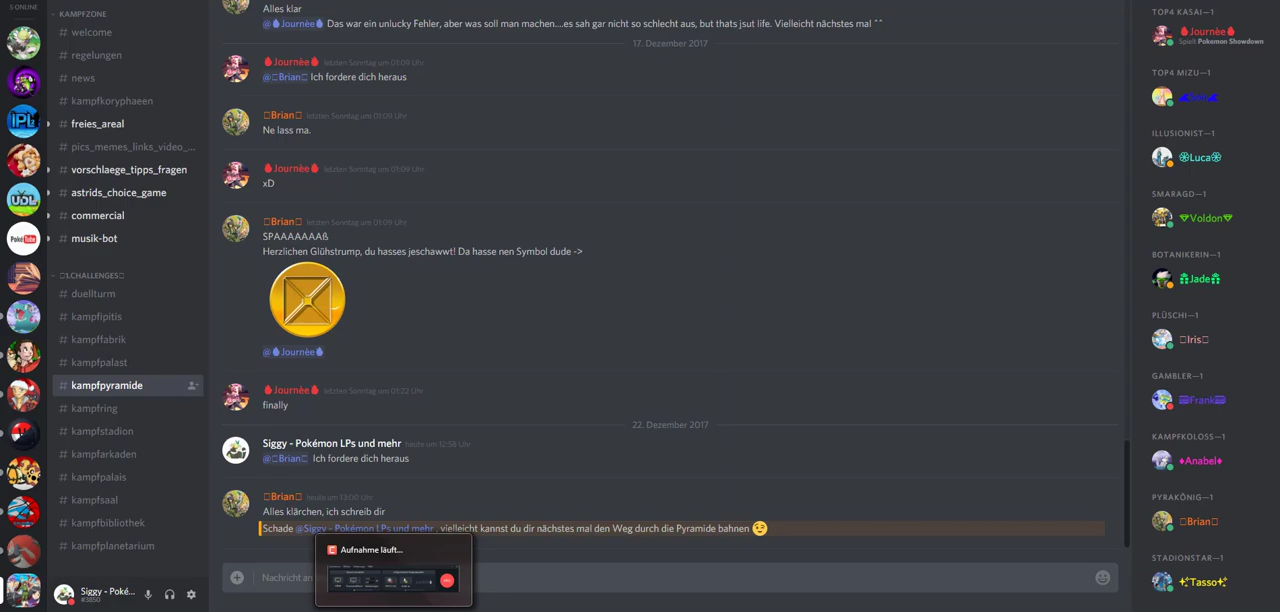 5 ONLINE
KAMPFZONE
# welcome
# regelungen
# news
# kampfkoryphaeen
# freies_areal
# pics_memes_links_video_...
# vorschlaege_tipps_fragen
# astrids_choice_game
# commercial
# musik-bot
1.CHALLENGES
# duellturm
# kampfipitis
# kampffabrik
# kampfpalast
# kampfpyramide
# kampfring
# kampfstadion
# kampfarkaden
# kampfpalais
# kampfsaal
# kampfbibliothek
# kampfplanetarium
Siggy - Poké...
#3850
IPL
UDL
PokéTube
Alles klar
@Journèe Das war ein unlucky Fehler, aber was soll man machen....es sah gar nicht so schlecht aus, but thats jsut life. Vielleicht nächstes mal ^^
17. Dezember 2017
Journèe letzten Sonntag um 01:09 Uhr
@Brian Ich fordere dich heraus
Brian letzten Sonntag um 01:09 Uhr
Ne lass ma.
Journèe letzten Sonntag um 01:09 Uhr
xD
Brian letzten Sonntag um 01:09 Uhr
SPAAAAAAAß
Herzlichen Glühstrump, du hasses jeschawwt! Da hasse nen Symbol dude ->
@Journèe
Journèe letzten Sonntag um 01:22 Uhr
finally
22. Dezember 2017
Siggy - Pokémon LPs und mehr heute um 12:58 Uhr
@Brian Ich fordere dich heraus
Brian heute um 13:00 Uhr
Alles klärchen, ich schreib dir
Schade @Siggy - Pokémon LPs und mehr , vielleicht kannst du dir nächstes mal den Weg durch die Pyramide bahnen
Aufnahme läuft...
Nachricht an
TOP4 KASAI—1
Journèe
Spielt Pokemon Showdown
TOP4 MIZU—1
ILLUSIONIST—1
Luca
SMARAGD—1
Voldon
BOTANIKERIN—1
Jade
PLÜSCHI—1
Iris
GAMBLER—1
Frank
KAMPFKOLOSS—1
Anabel
PYRAKÖNIG—1
Brian
STADIONSTAR—1
Tasso